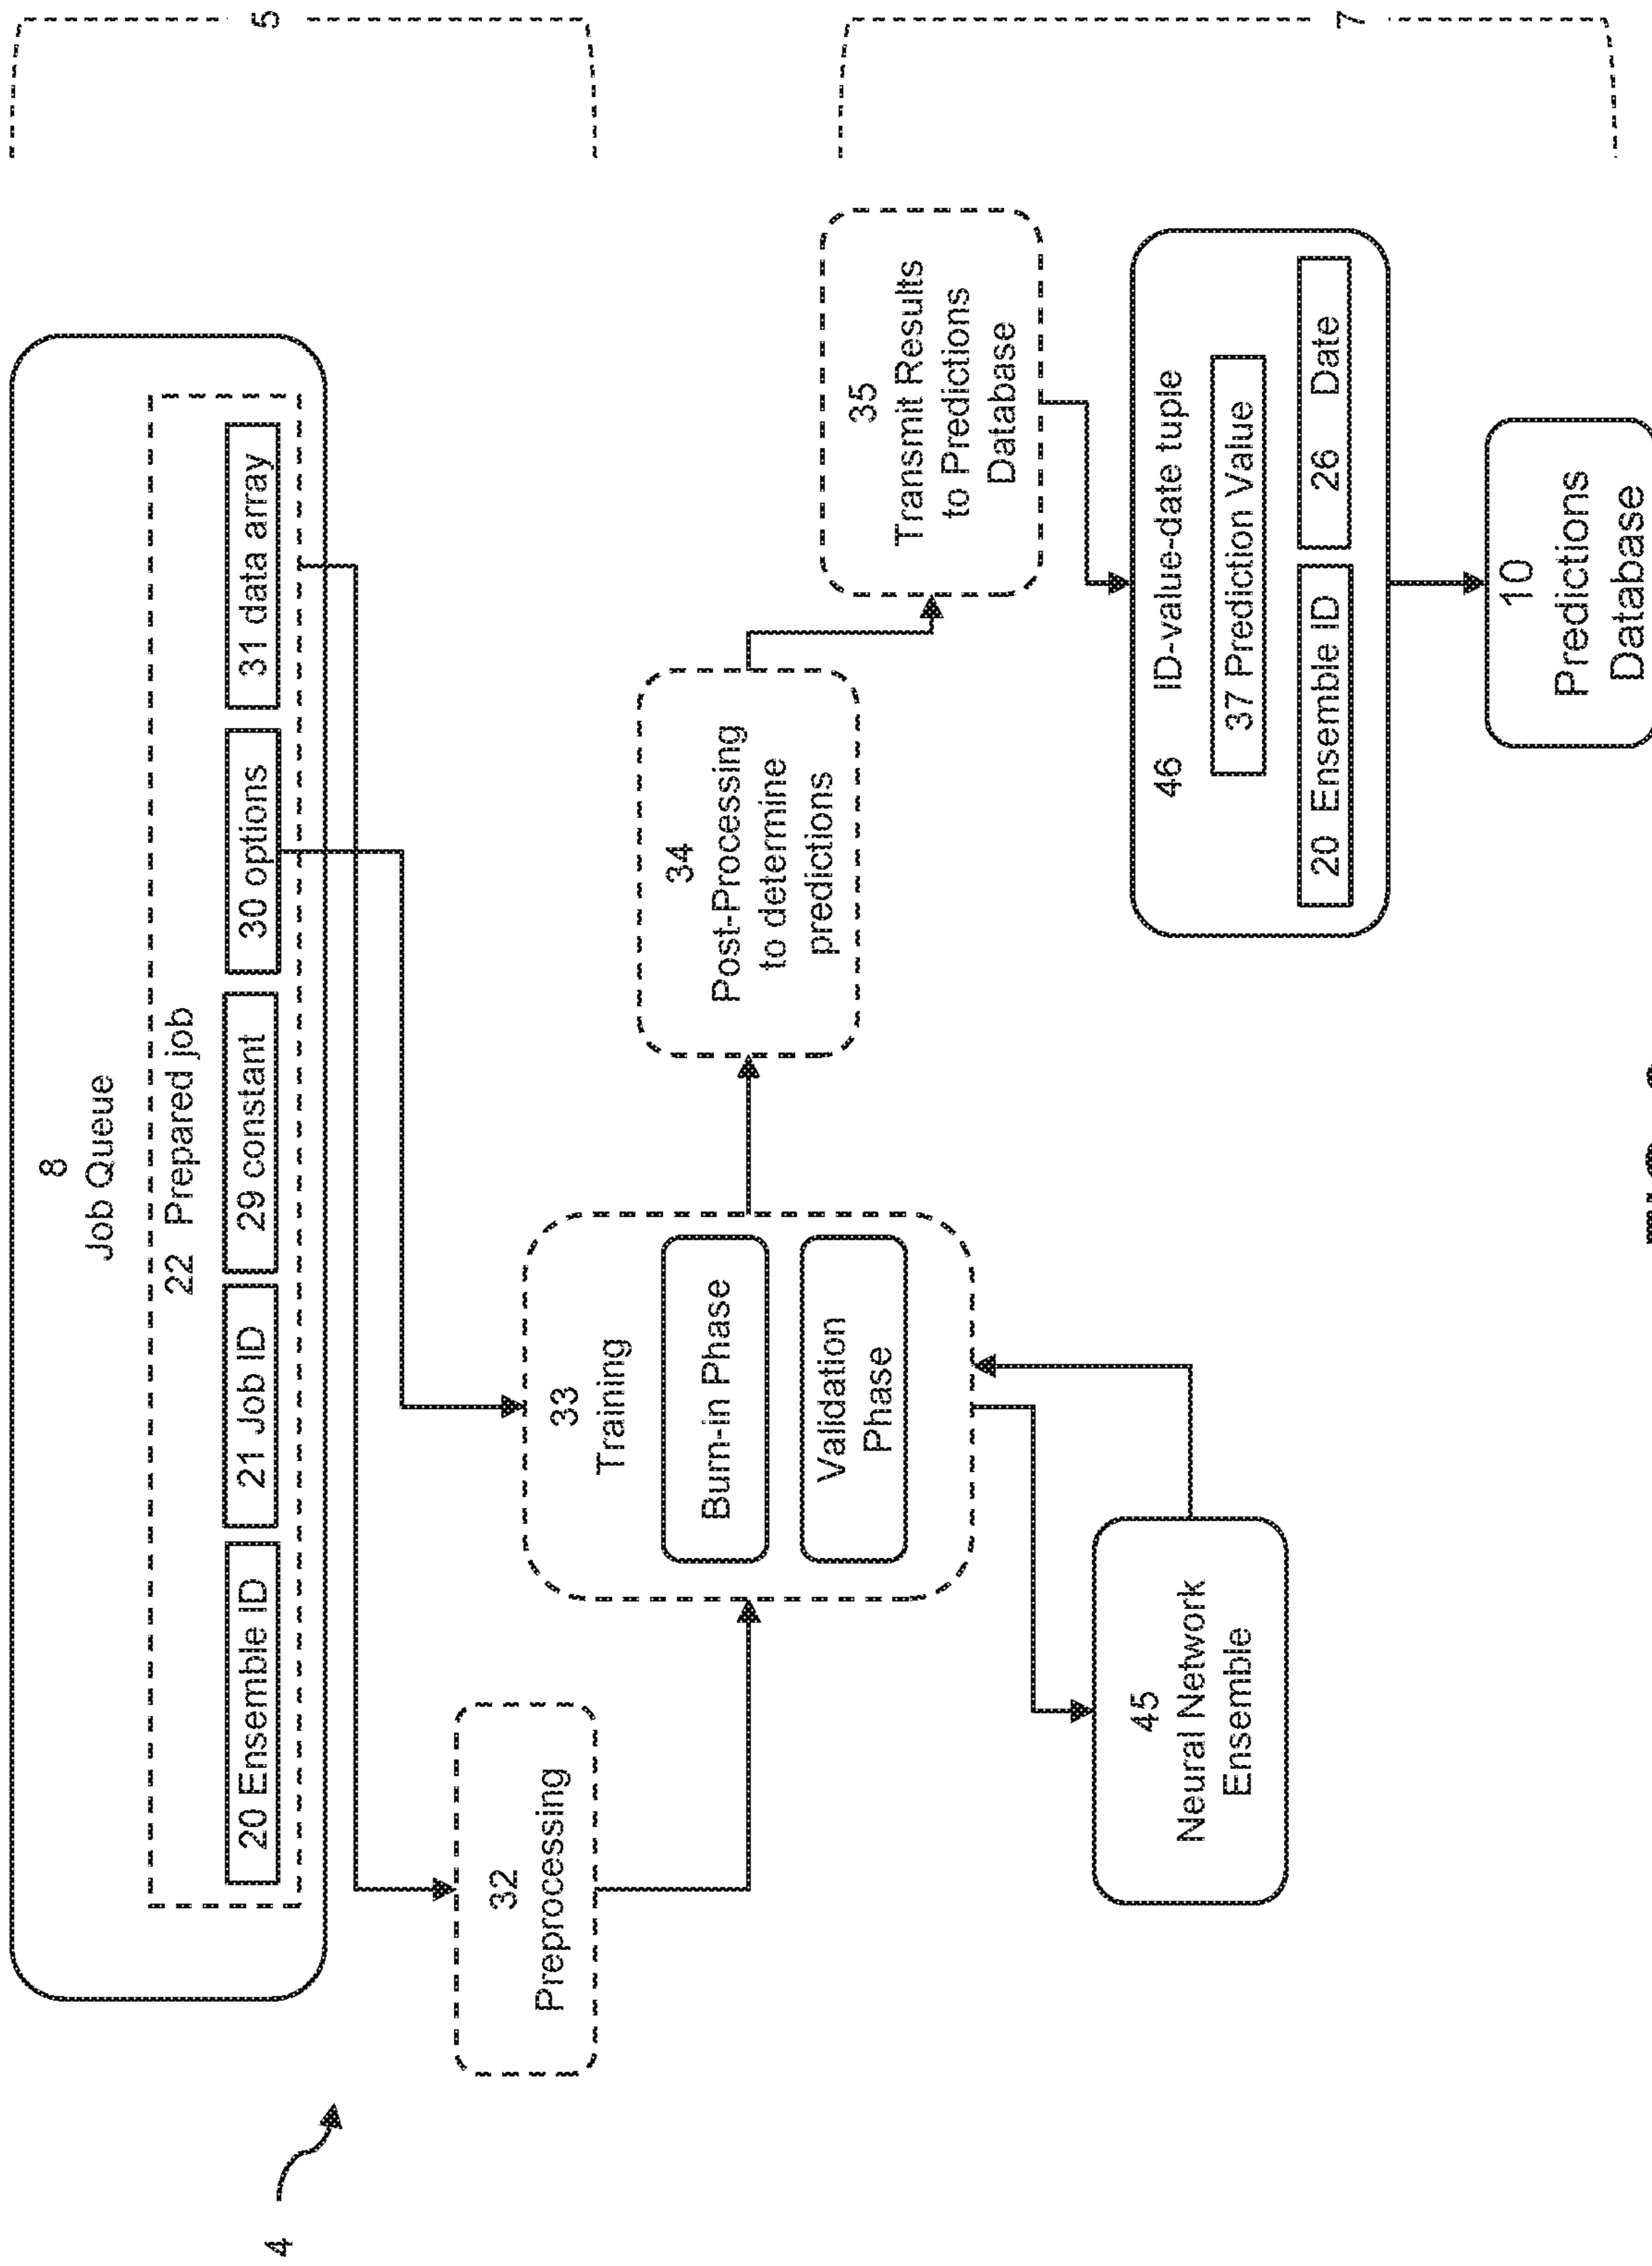 8
Job Queue
22 Prepared job
20 Ensemble ID
21 Job ID
29 constant
30 options
31 data array
5
4
32
Preprocessing
33
Training
Burn-in Phase
Validation
Phase
34
Post-Processing
to determine
predictions
35
Transmit Results
to Predictions
Database
7
45
Neural Network
Ensemble
46 ID-value-date tuple
37 Prediction Value
20 Ensemble ID
26 Date
10
Predictions
Database